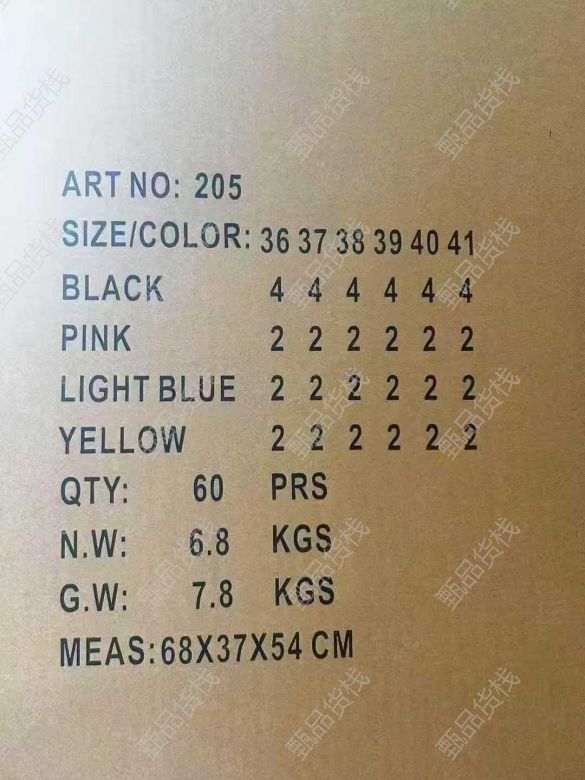 ART NO: 205
SIZE/COLOR: 36 37 38 39 40 41
BLACK 4 4 4 4 4 4
PINK 2 2 2 2 2 2
LIGHT BLUE 2 2 2 2 2 2
YELLOW 2 2 2 2 2 2
QTY: 60 PRS
N.W: 6.8 KGS
G.W: 7.8 KGS
MEAS: 68X37X54 CM
甄品货栈